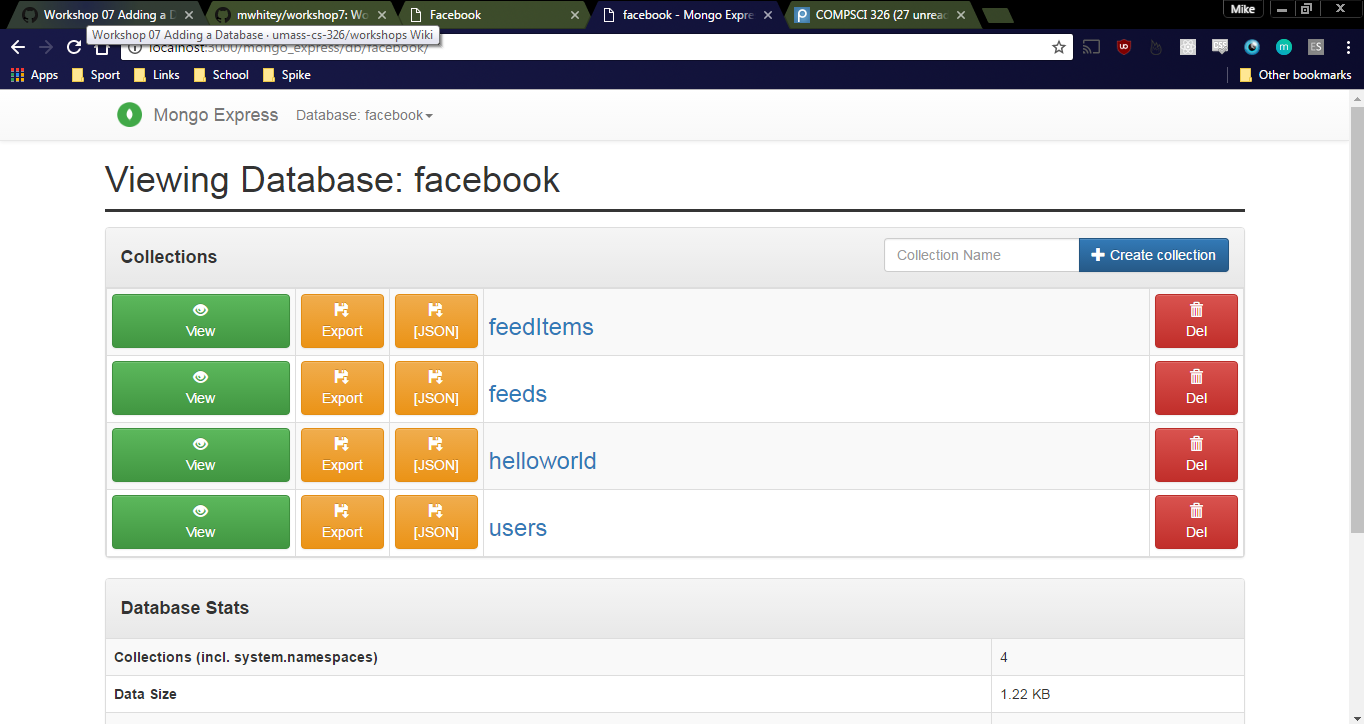 Workshop 07 Adding a D
mwhitey/workshop7: Wo
Facebook
facebook - Mongo Expre
COMPSCI 326 (27 unrea
Mike
Workshop 07 Adding a Database · umass-cs-326/workshops Wiki
localhost:3000/mongo_express/db/facebook/
Apps
Sport
Links
School
Spike
Other bookmarks
Mongo Express
Database: facebook
Viewing Database: facebook
Collections
Collection Name
Create collection
View
Export
[JSON]
feedItems
Del
View
Export
[JSON]
feeds
Del
View
Export
[JSON]
helloworld
Del
View
Export
[JSON]
users
Del
Database Stats
Collections (incl. system.namespaces)
4
Data Size
1.22 KB